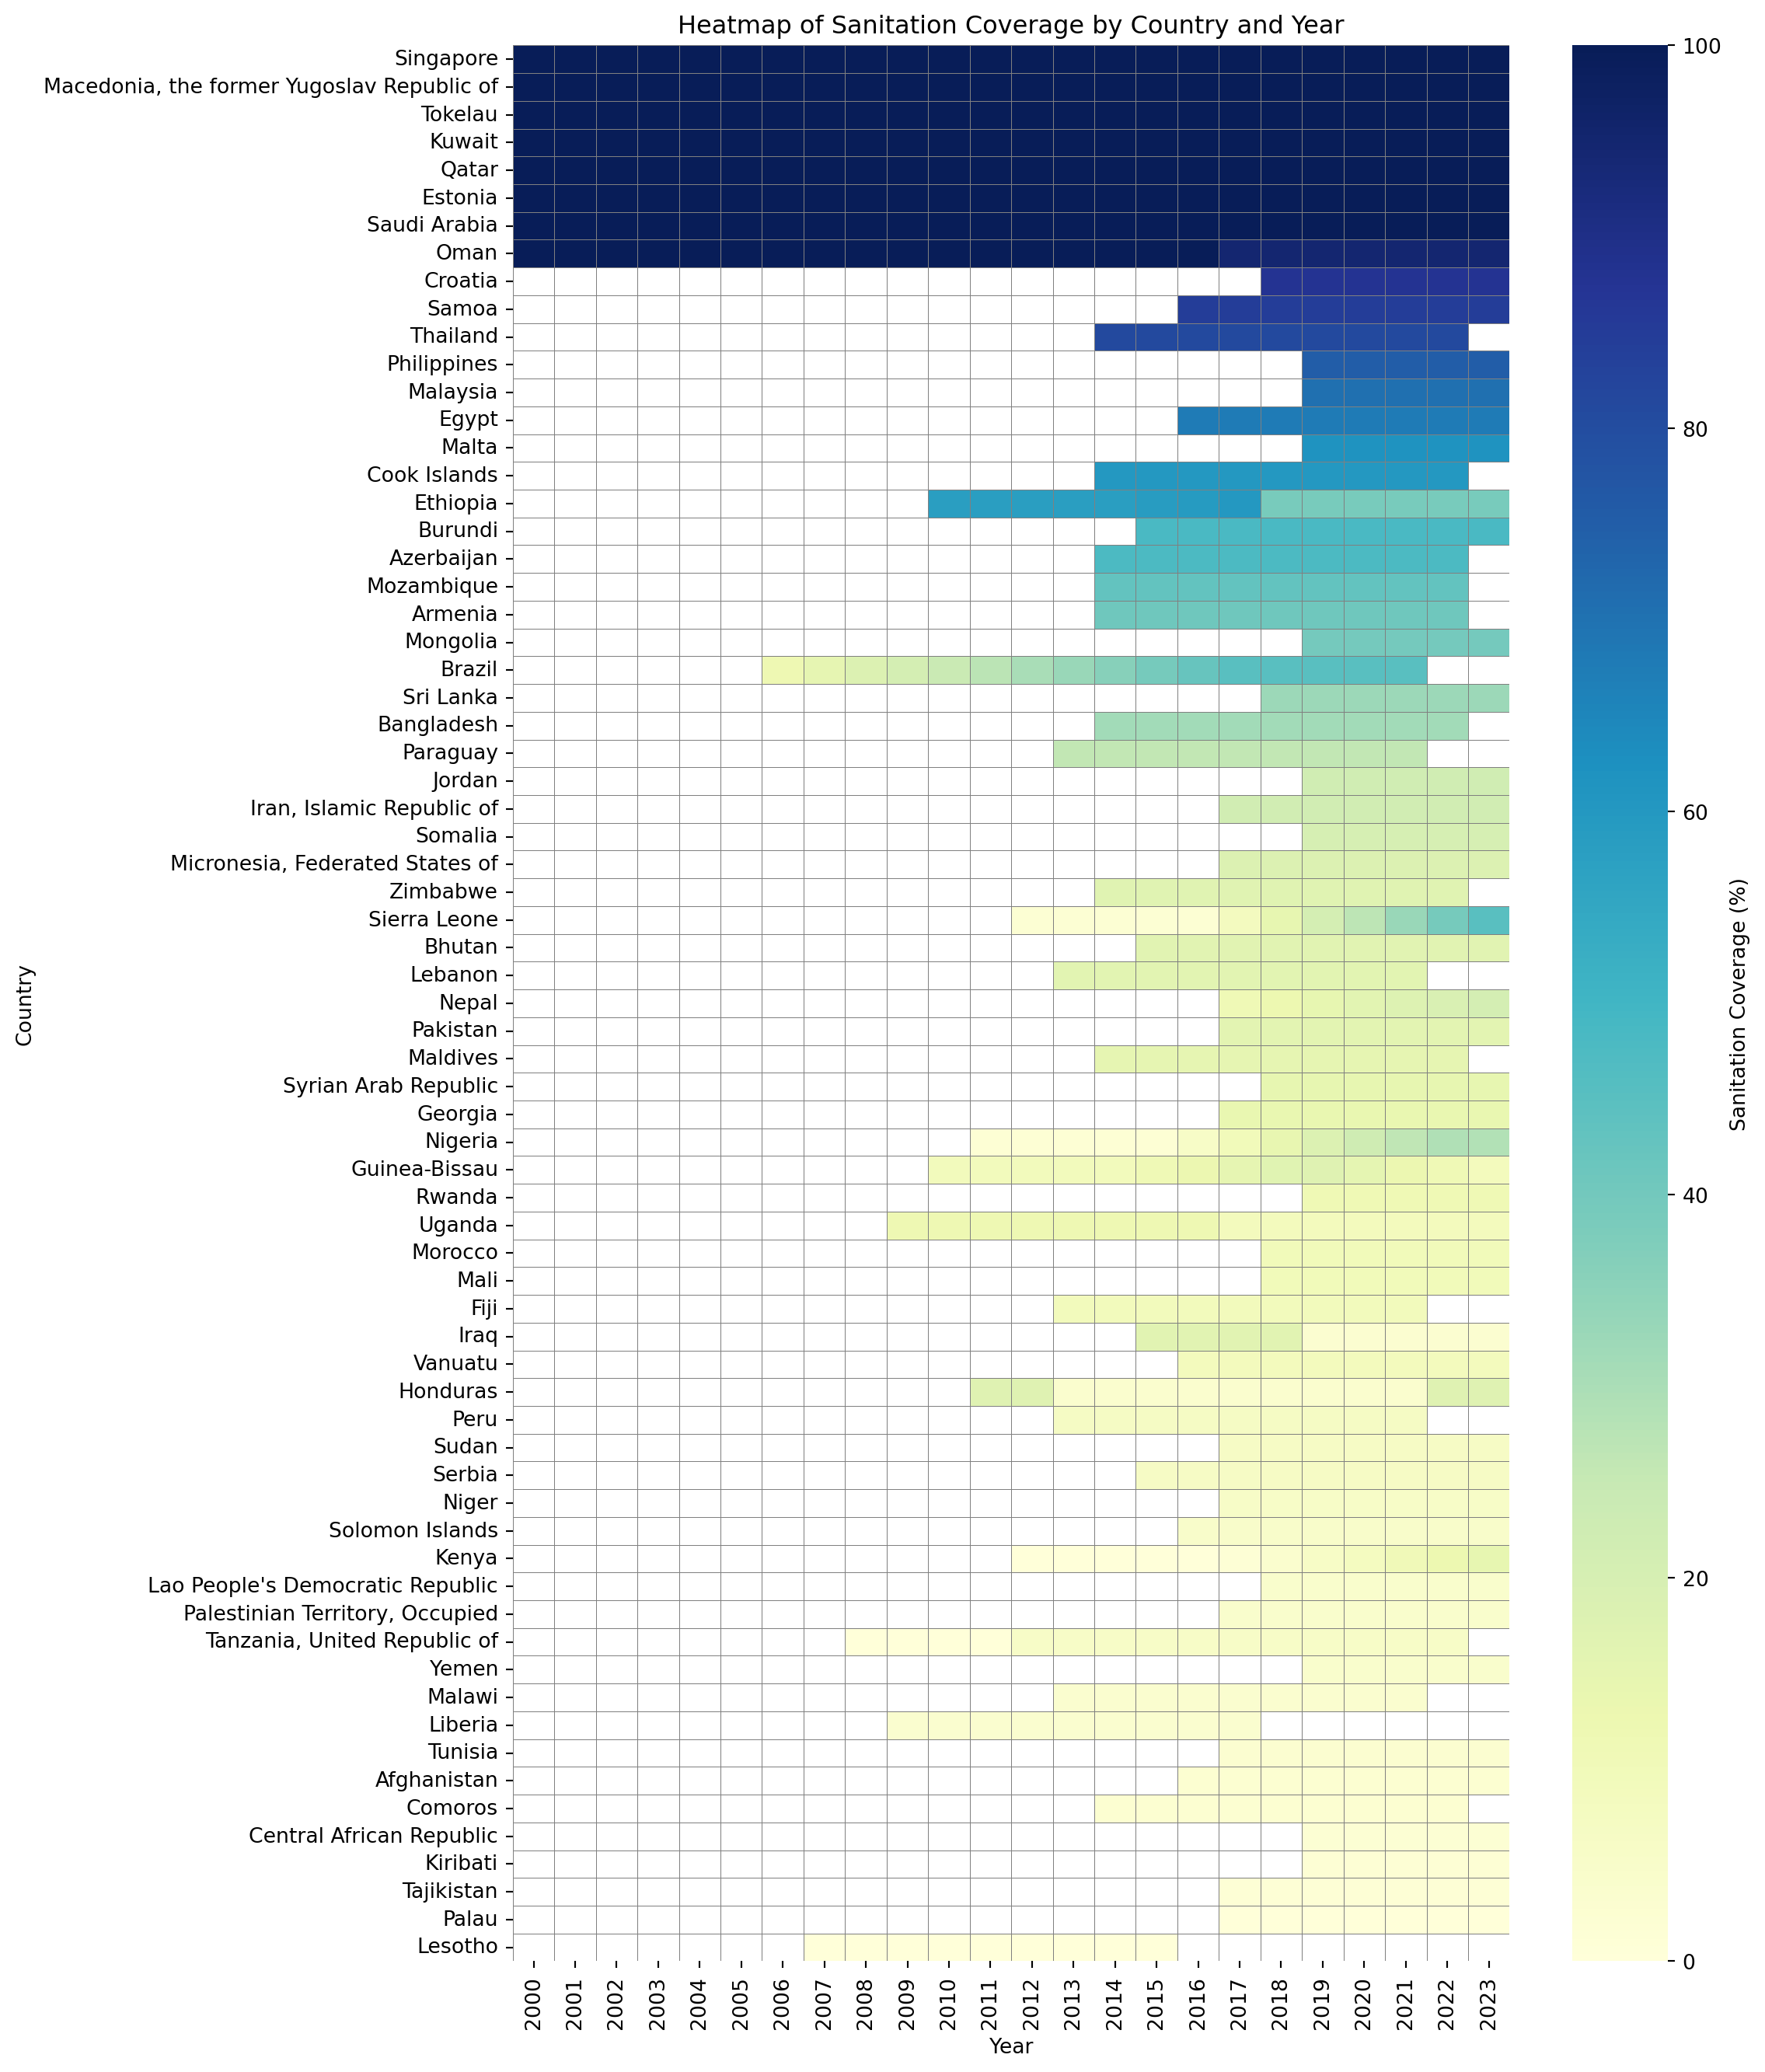 Heatmap of Sanitation Coverage by Country and Year
Country
Singapore
Macedonia, the former Yugoslav Republic of
Tokelau
Kuwait
Qatar
Estonia
Saudi Arabia
Oman
Croatia
Samoa
Thailand
Philippines
Malaysia
Egypt
Malta
Cook Islands
Ethiopia
Burundi
Azerbaijan
Mozambique
Armenia
Mongolia
Brazil
Sri Lanka
Bangladesh
Paraguay
Jordan
Iran, Islamic Republic of
Somalia
Micronesia, Federated States of
Zimbabwe
Sierra Leone
Bhutan
Lebanon
Nepal
Pakistan
Maldives
Syrian Arab Republic
Georgia
Nigeria
Guinea-Bissau
Rwanda
Uganda
Morocco
Mali
Fiji
Iraq
Vanuatu
Honduras
Peru
Sudan
Serbia
Niger
Solomon Islands
Kenya
Lao People's Democratic Republic
Palestinian Territory, Occupied
Tanzania, United Republic of
Yemen
Malawi
Liberia
Tunisia
Afghanistan
Comoros
Central African Republic
Kiribati
Tajikistan
Palau
Lesotho
2000 2001 2002 2003 2004 2005 2006 2007 2008 2009 2010 2011 2012 2013 2014 2015 2016 2017 2018 2019 2020 2021 2022 2023
Year
100
80
60
40
20
0
Sanitation Coverage (%)